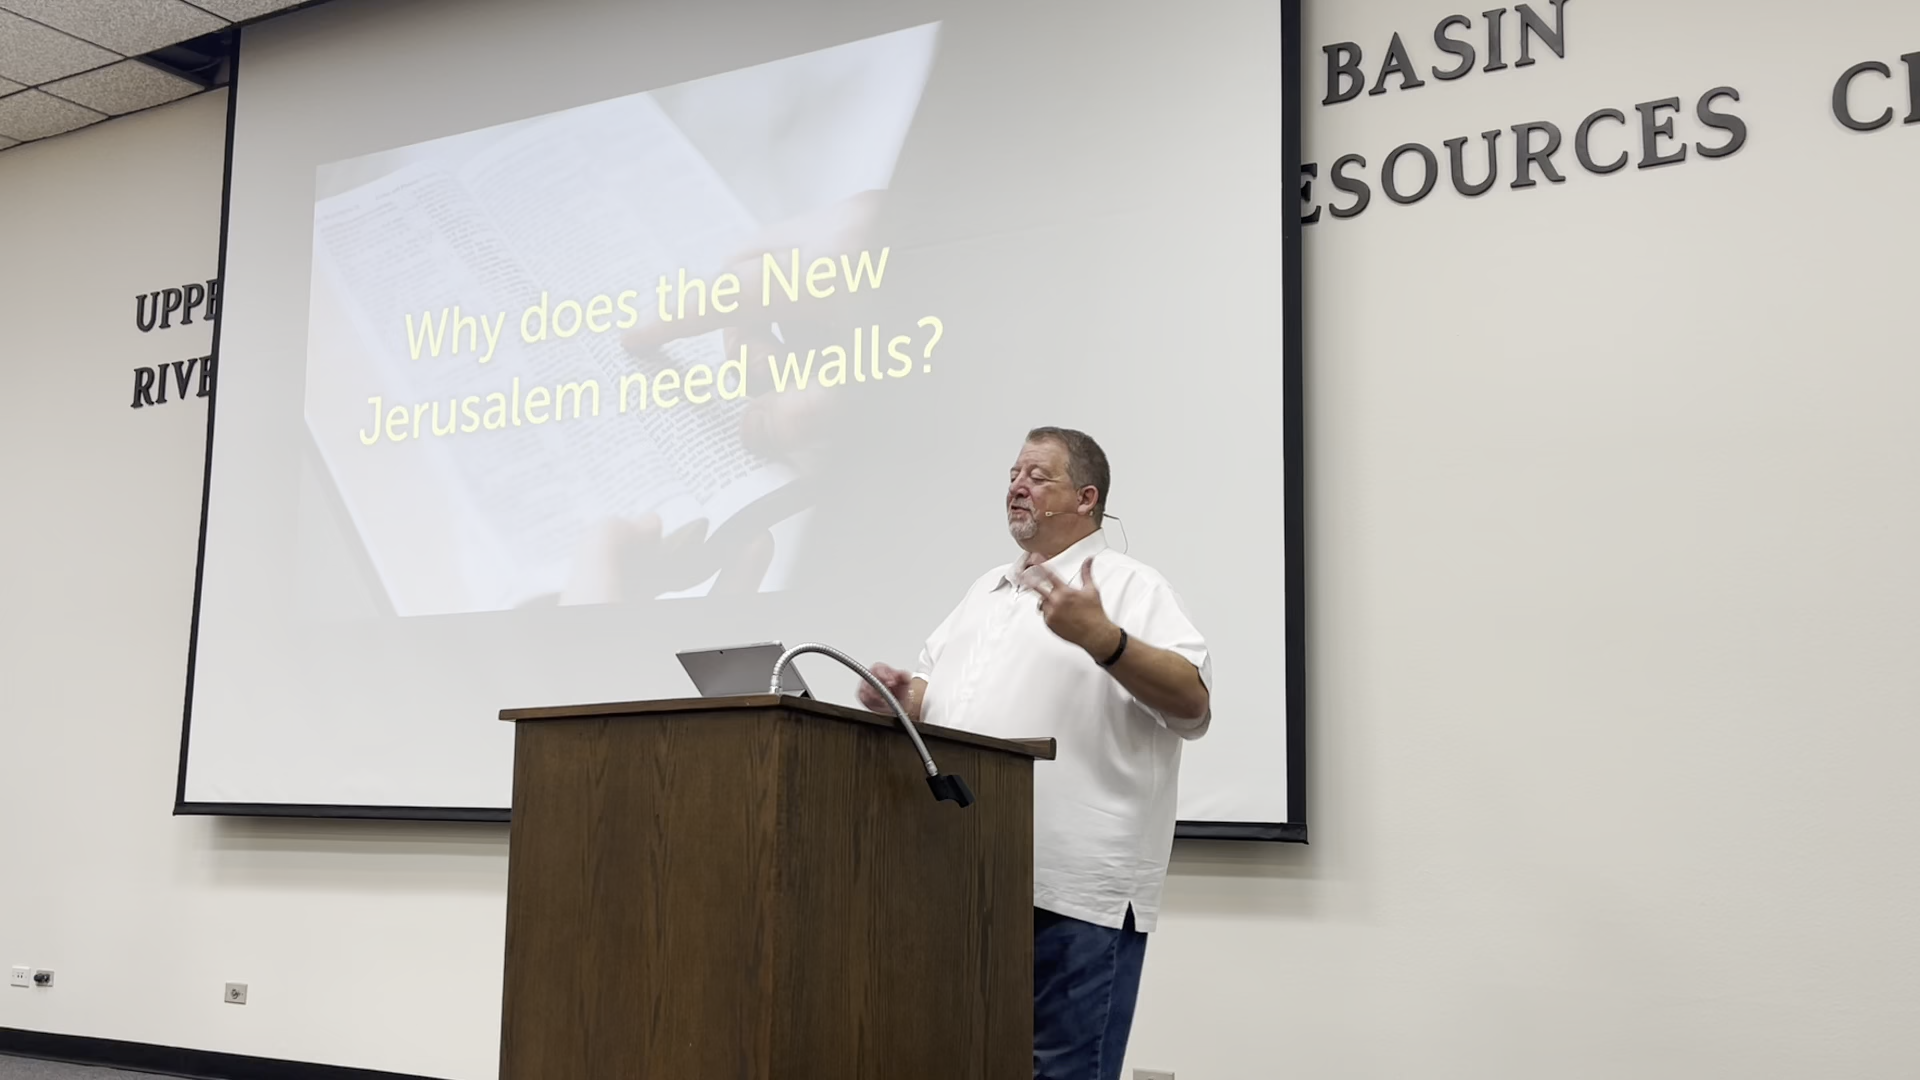 BASIN
ESOURCES
UPPE
RIVE
Why does the New
Jerusalem need walls?